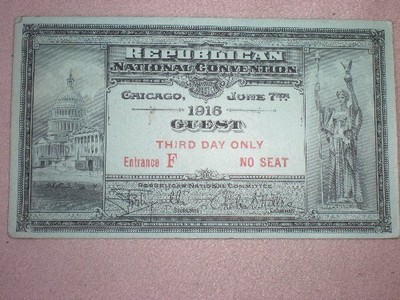 REPUBLICAN
NATIONAL CONVENTION
CHICAGO, JUNE 7TH
1916
GUEST
THIRD DAY ONLY
Entrance F NO SEAT
REPUBLICAN NATIONAL COMMITTEE